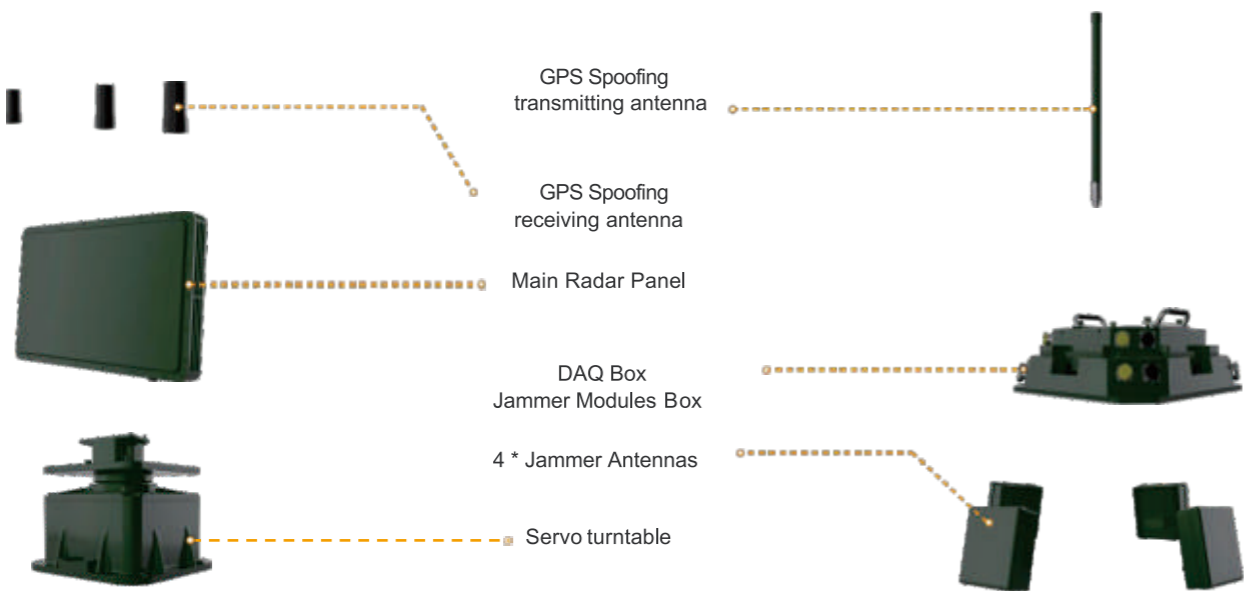 GPS Spoofing
transmitting antenna
GPS Spoofing
receiving antenna
Main Radar Panel
DAQ Box
Jammer Modules Box
4 * Jammer Antennas
Servo turntable